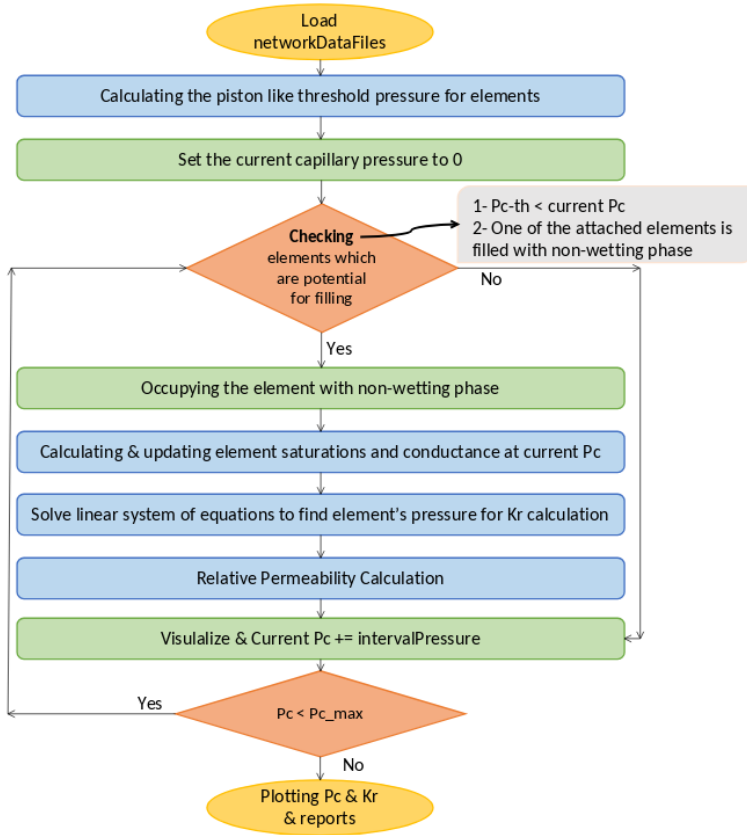 Load
networkDataFiles
Calculating the piston like threshold pressure for elements
Set the current capillary pressure to 0
1- Pc-th < current Pc
2- One of the attached elements is
filled with non-wetting phase
Checking
elements which
are potential
for filling
No
Yes
Occupying the element with non-wetting phase
Calculating & updating element saturations and conductance at current Pc
Solve linear system of equations to find element's pressure for Kr calculation
Relative Permeability Calculation
Visulalize & Current Pc += intervalPressure
Yes
Pc < Pc_max
No
Plotting Pc & Kr
& reports